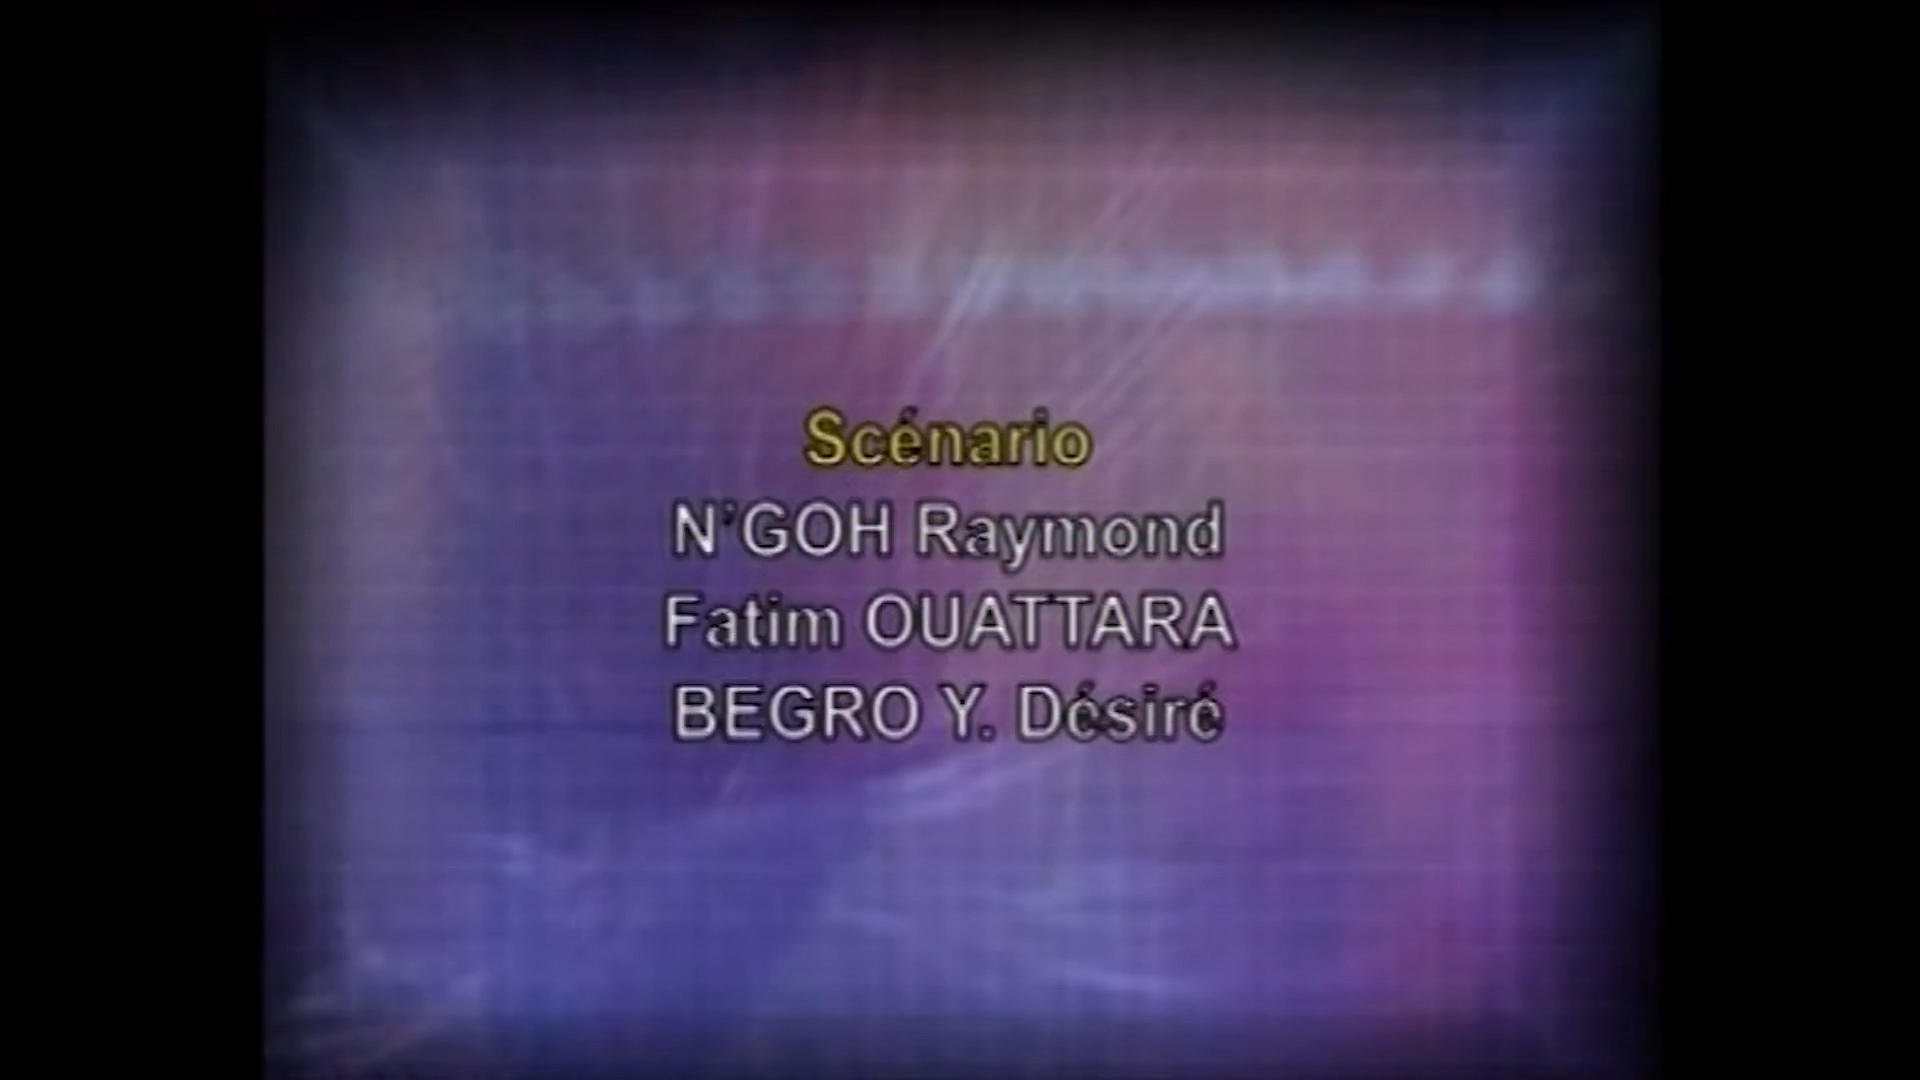 Scénario
N'GOH Raymond
Fatim OUATTARA
BEGRO Y. Désiré